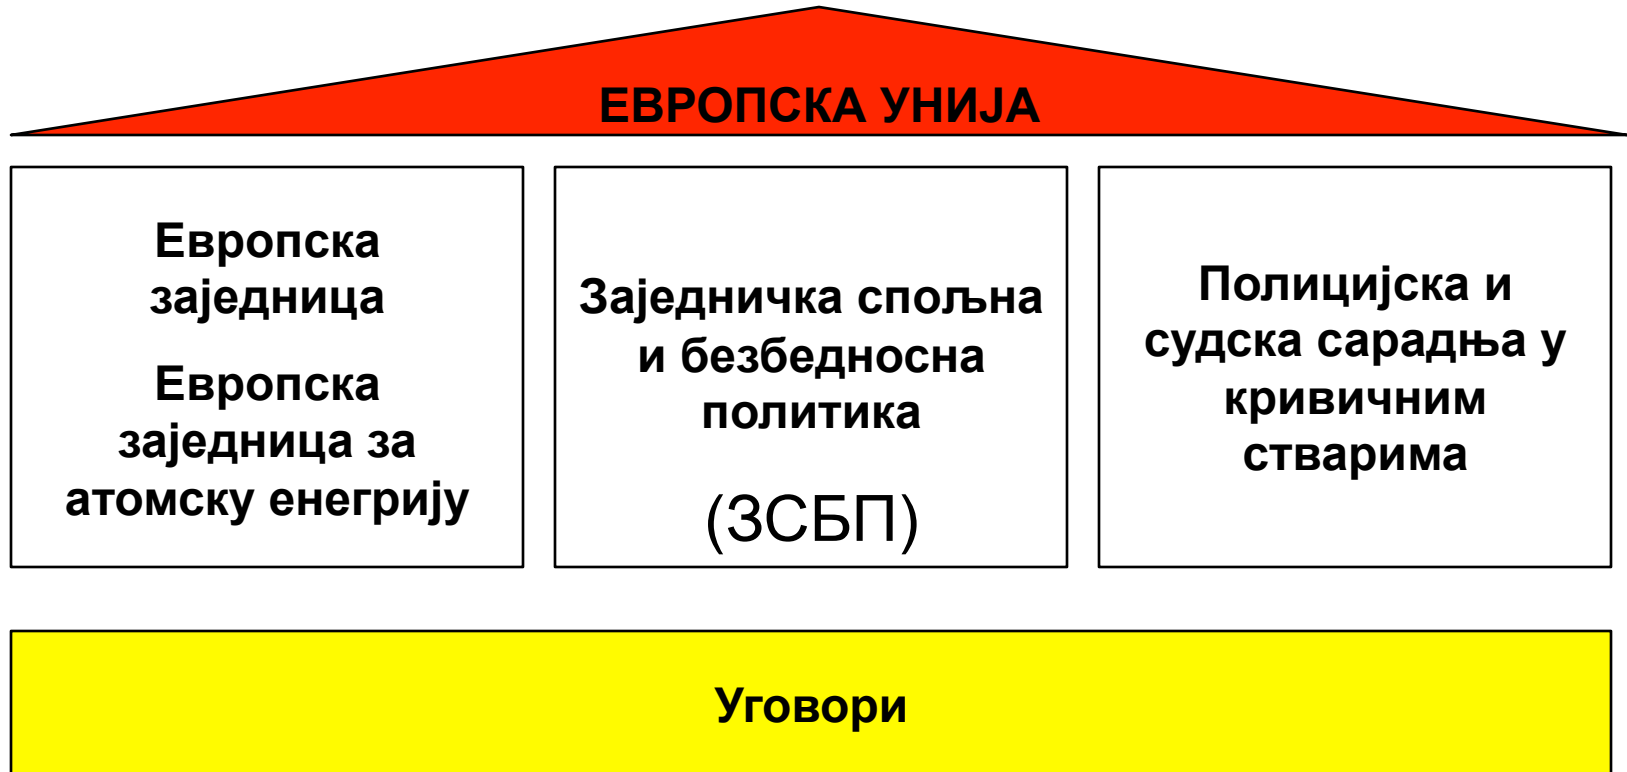 ЕВРОПСКА УНИЈА
Европска
заједница
Европска
заједница за
атомску енегрију
Заједничка спољна
и безбедносна
политика
(ЗСБП)
Полицијска и
судска сарадња у
кривичним
стварима
Уговори